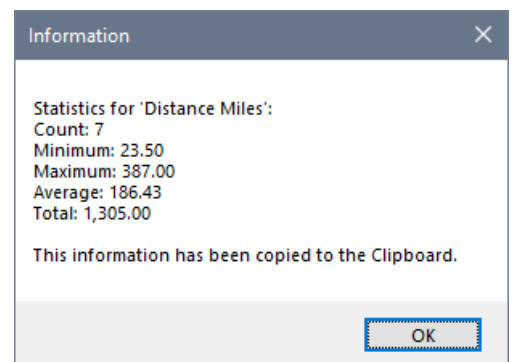 Information
Statistics for 'Distance Miles':
Count: 7
Minimum: 23.50
Maximum: 387.00
Average: 186.43
Total: 1,305.00
This information has been copied to the Clipboard.
OK